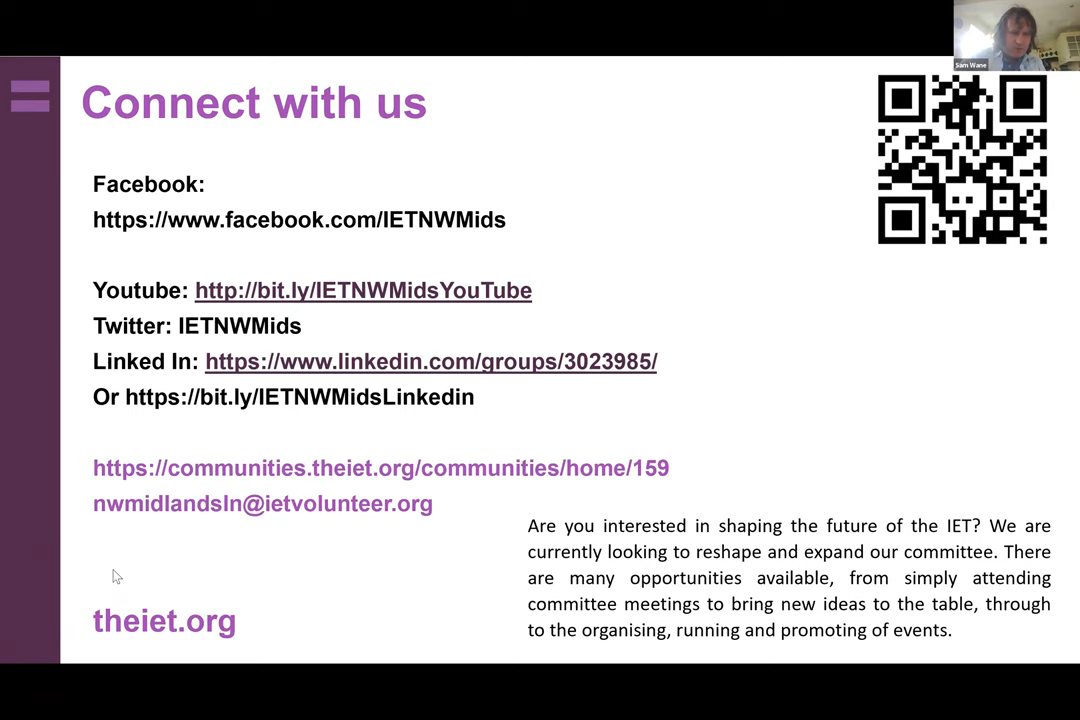 Sam Wane
Connect with us
Facebook:
https://www.facebook.com/IETNWMids
Youtube: http://bit.ly/IETNWMidsYouTube
Twitter: IETNWMids
Linked In: https://www.linkedin.com/groups/3023985/
Or https://bit.ly/IETNWMidsLinkedin
https://communities.theiet.org/communities/home/159
nwmidlandsln@ietvolunteer.org
Are you interested in shaping the future of the IET? We are
currently looking to reshape and expand our committee. There
are many opportunities available, from simply attending
committee meetings to bring new ideas to the table, through
to the organising, running and promoting of events.
theiet.org